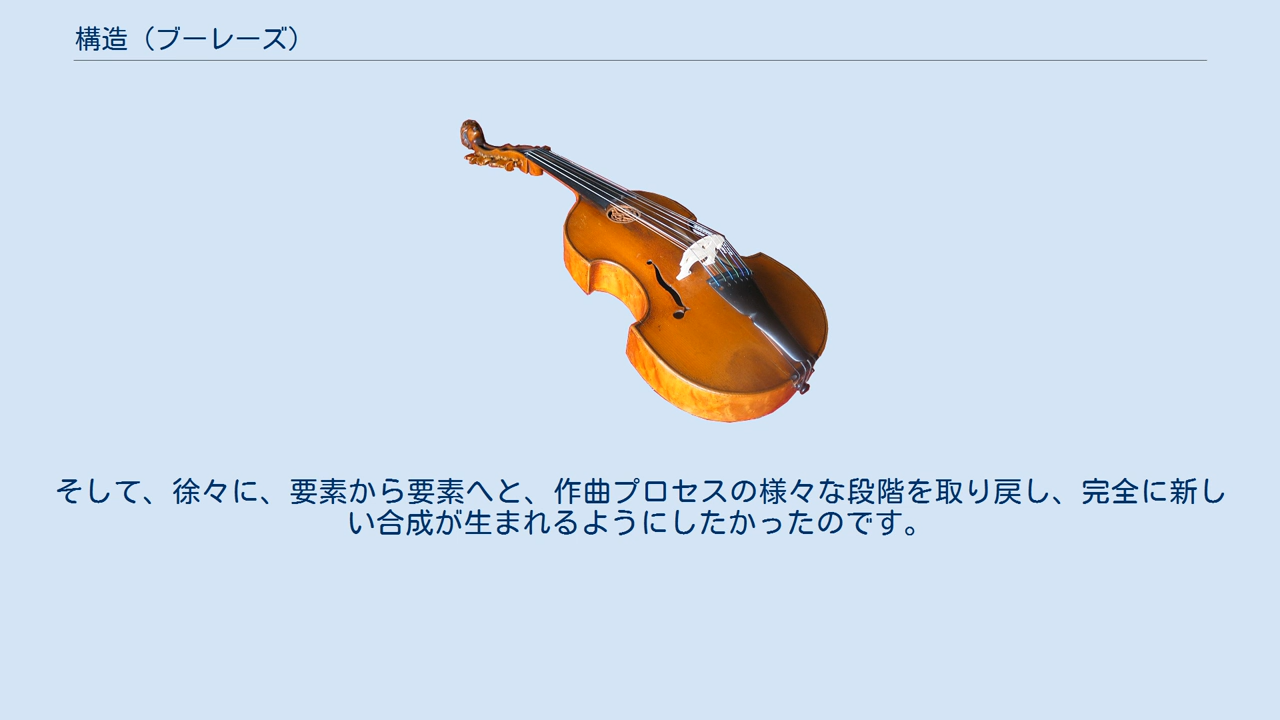 構造（ブーレーズ）
そして、徐々に、要素から要素へと、作曲プロセスの様々な段階を取り戻し、完全に新し
い合成が生まれるようにしたかったのです。